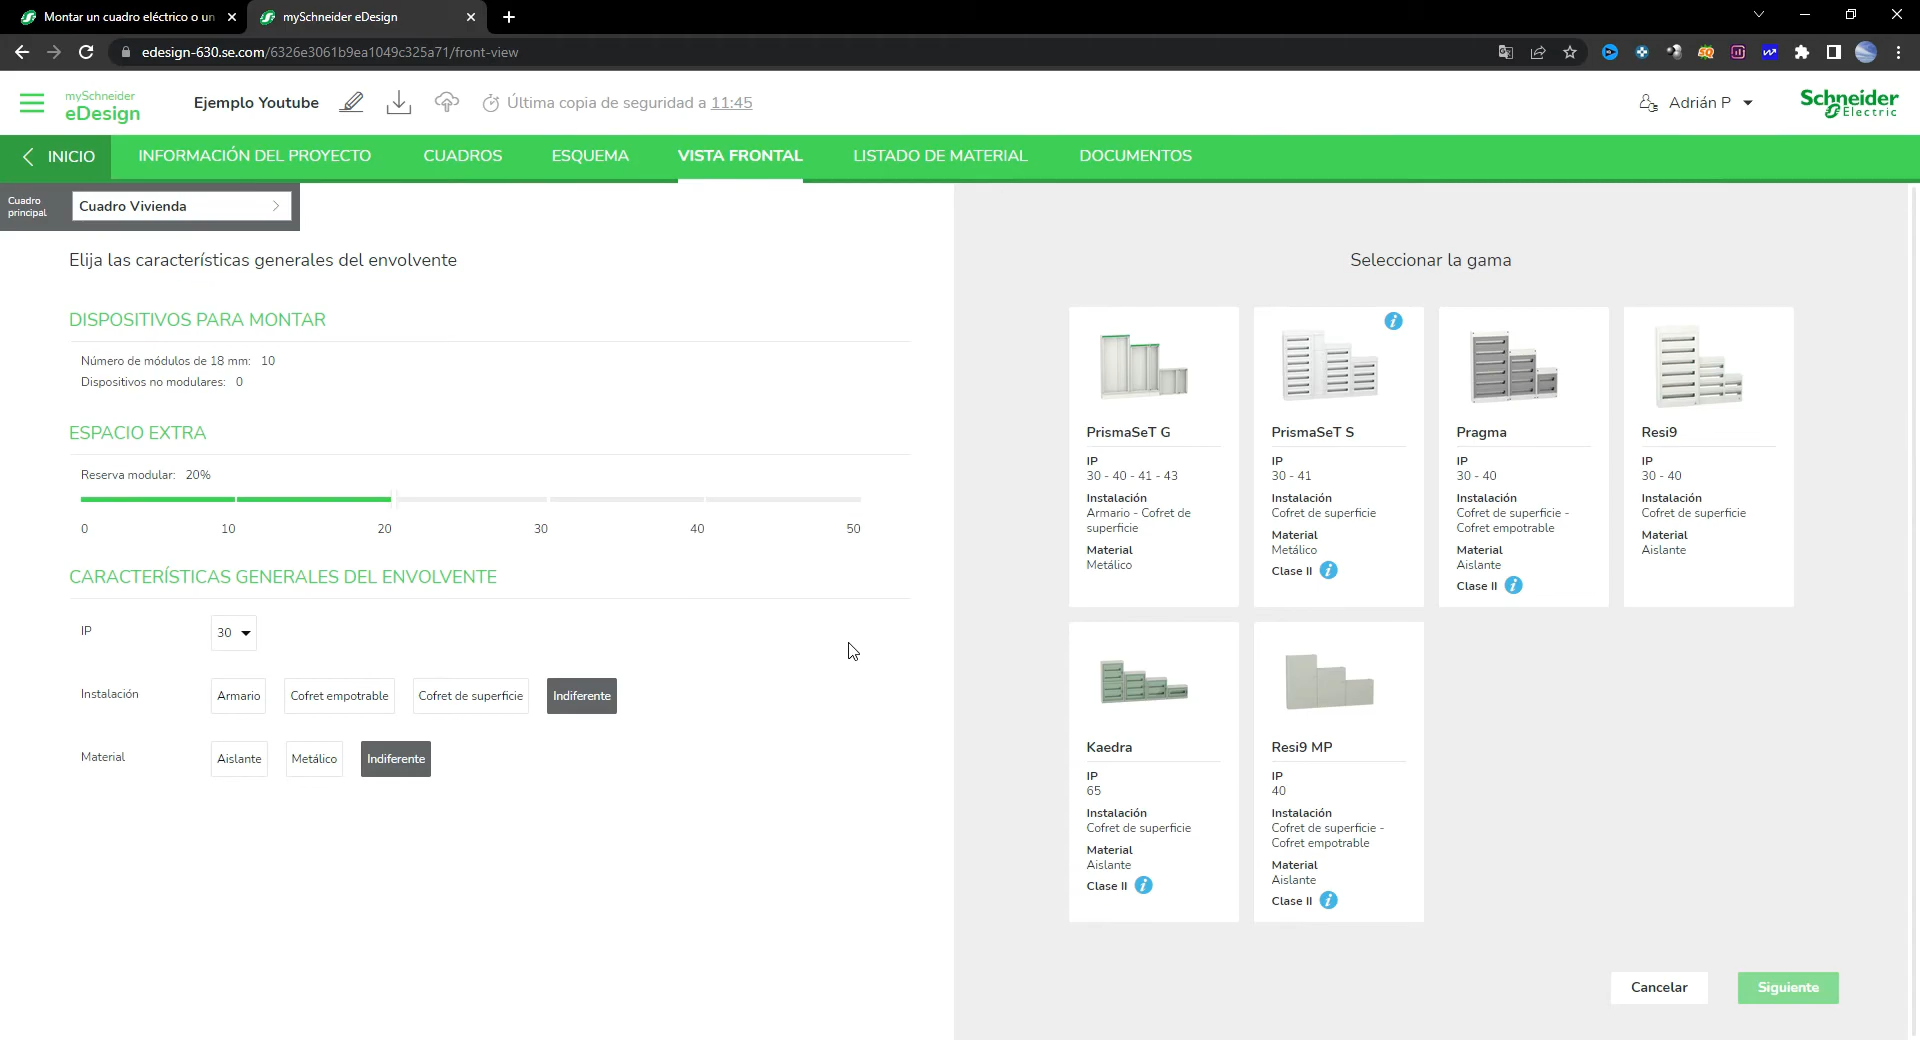 Montar un cuadro eléctrico o un
mySchneider eDesign
edesign-630.se.com/6326e3061b9ea1049c325a71/front-view
mySchneider
eDesign
Ejemplo Youtube
Última copia de seguridad a 11:45
Adrián P
Schneider
Electric
INICIO
INFORMACIÓN DEL PROYECTO
CUADROS
ESQUEMA
VISTA FRONTAL
LISTADO DE MATERIAL
DOCUMENTOS
Cuadro
principal
Cuadro Vivienda
Elija las características generales del envolvente
DISPOSITIVOS PARA MONTAR
Número de módulos de 18 mm: 10
Dispositivos no modulares: 0
ESPACIO EXTRA
Reserva modular: 20%
0 10 20 30 40 50
CARACTERÍSTICAS GENERALES DEL ENVOLVENTE
IP 30
Instalación Armario Cofret empotrable Cofret de superficie Indiferente
Material Aislante Metálico Indiferente
Seleccionar la gama
PrismaSeT G
IP
30 - 40 - 41 - 43
Instalación
Armario - Cofret de
superficie
Material
Metálico
PrismaSeT S
IP
30 - 41
Instalación
Cofret de superficie
Material
Metálico
Clase II
Pragma
IP
30 - 40
Instalación
Cofret de superficie -
Cofret empotrable
Material
Aislante
Clase II
Resi9
IP
30 - 40
Instalación
Cofret de superficie
Material
Aislante
Kaedra
IP
65
Instalación
Cofret de superficie
Material
Aislante
Clase II
Resi9 MP
IP
40
Instalación
Cofret de superficie -
Cofret empotrable
Material
Aislante
Clase II
Cancelar
Siguiente